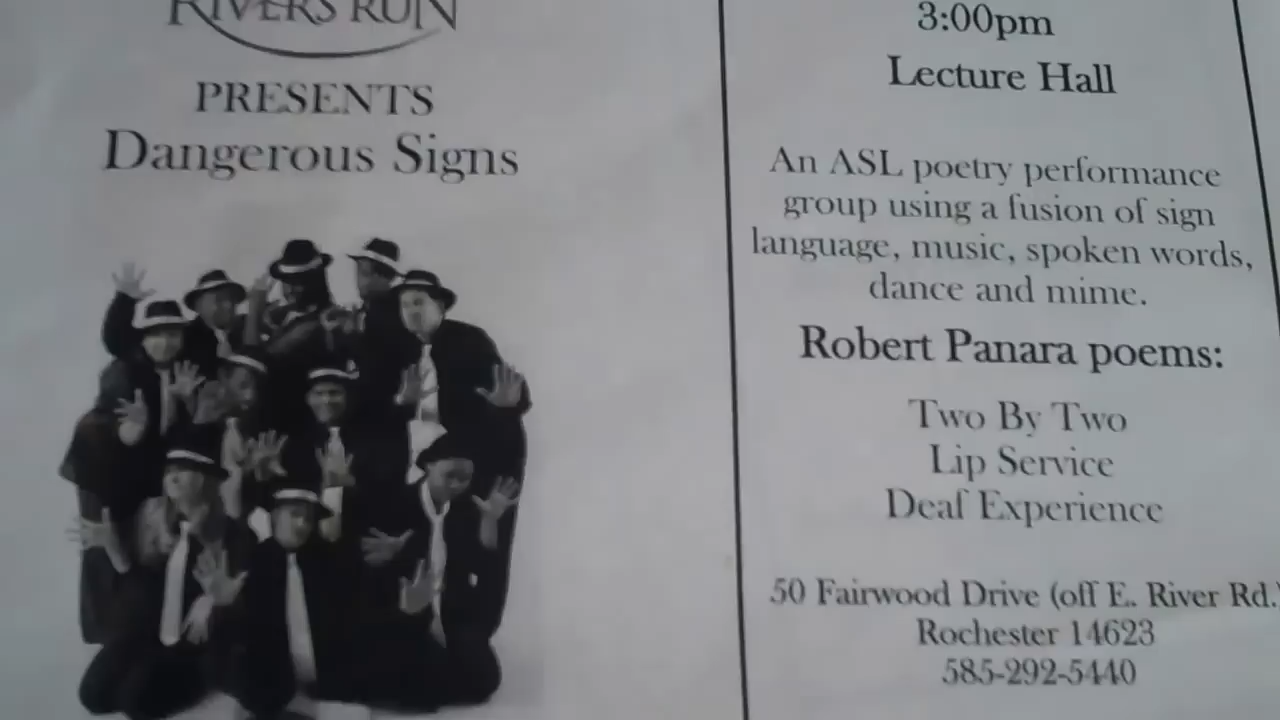 RIVERS RUN
PRESENTS
Dangerous Signs
3:00pm
Lecture Hall
An ASL poetry performance
group using a fusion of sign
language, music, spoken words,
dance and mime.
Robert Panara poems:
Two By Two
Lip Service
Deaf Experience
50 Fairwood Drive (off E. River Rd.)
Rochester 14623
585-292-5440